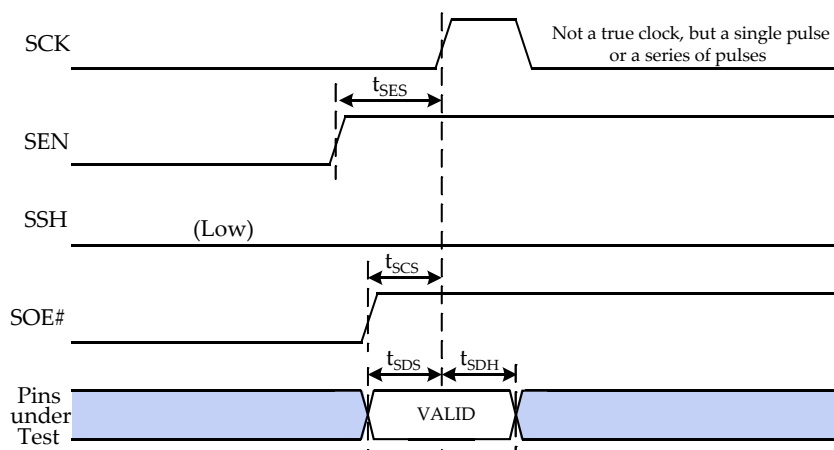 SCK
Not a true clock, but a single pulse
or a series of pulses
tSES
SEN
SSH
(Low)
tSCS
SOE#
tSDS
tSDH
Pins
under
Test
VALID